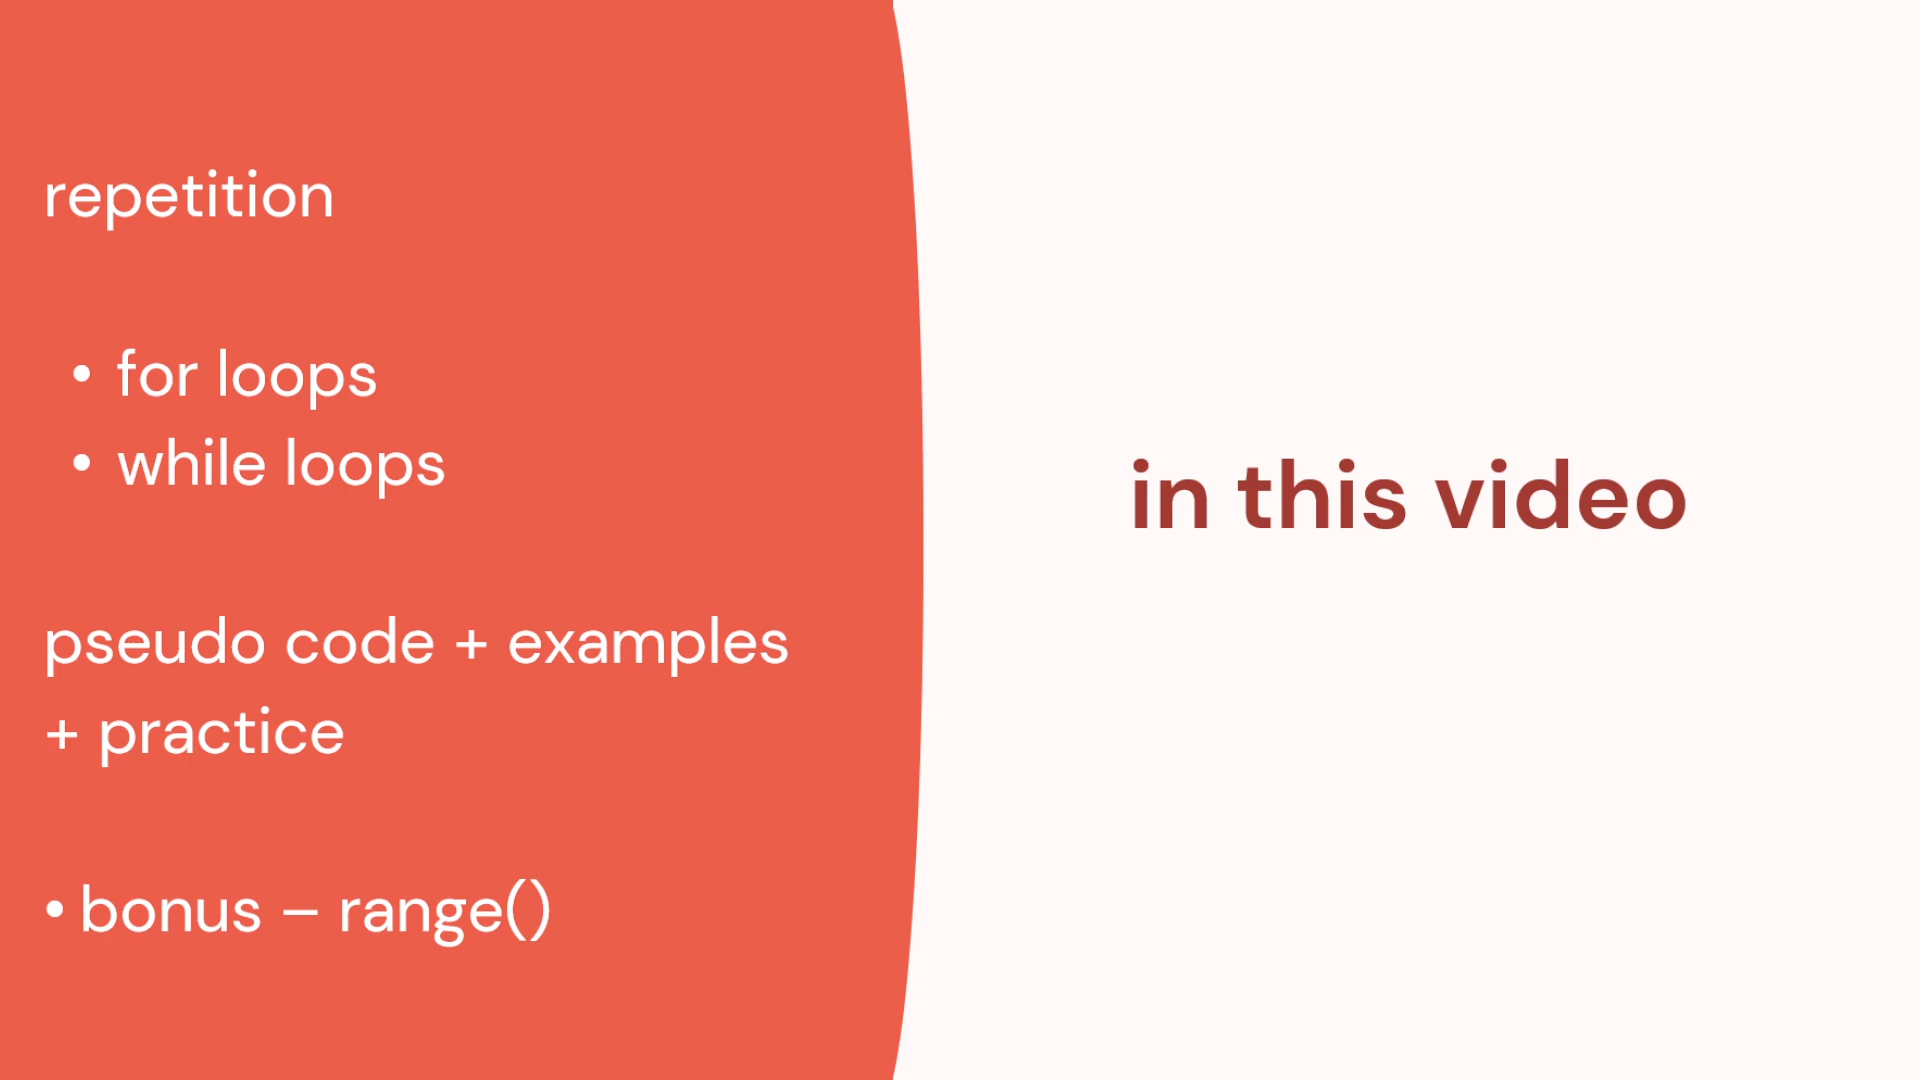 repetition
• for loops
• while loops
pseudo code + examples
+ practice
• bonus – range()
in this video